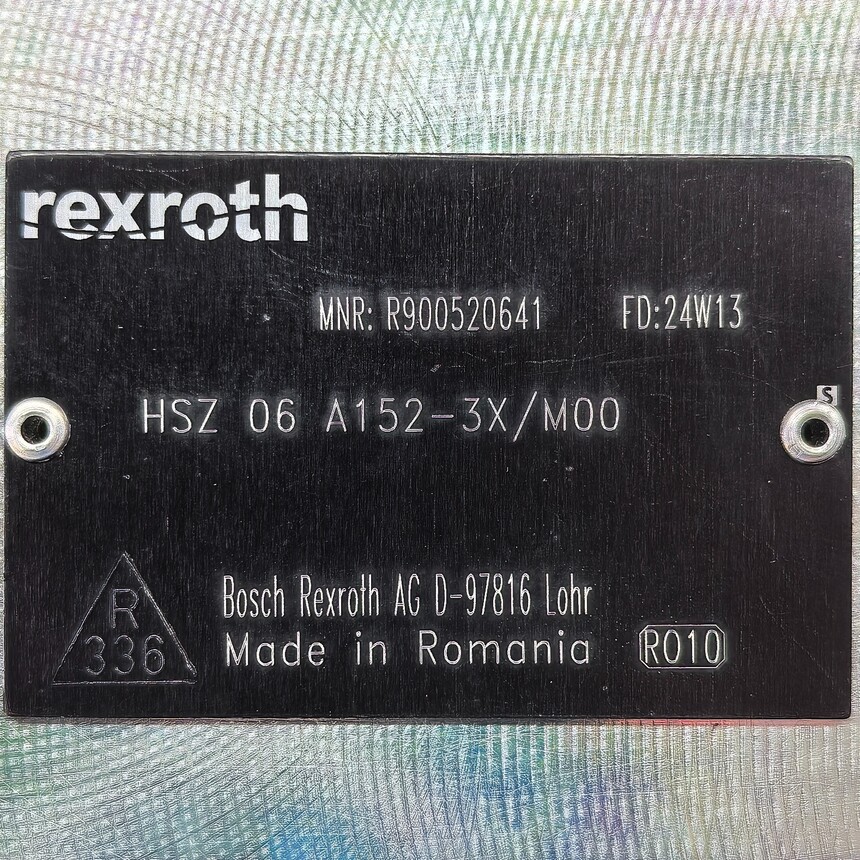 rexroth
MNR: R900520641 FD:24W13
HSZ 06 A152-3X/M00
S
R
336
Bosch Rexroth AG D-97816 Lohr
Made in Romania R010